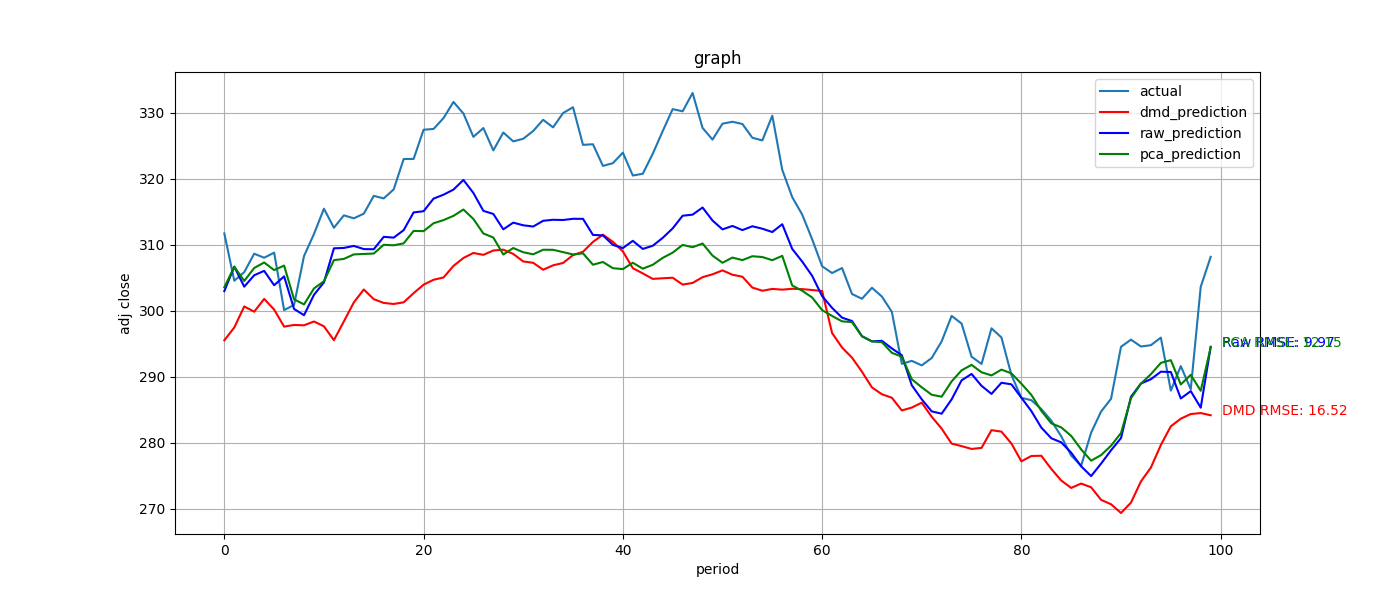 graph
actual
dmd_prediction
raw_prediction
pca_prediction
adj close
330
320
310
300
290
280
270
RMSE:
DMD RMSE: 16.52
0
20
40
60
80
100
period